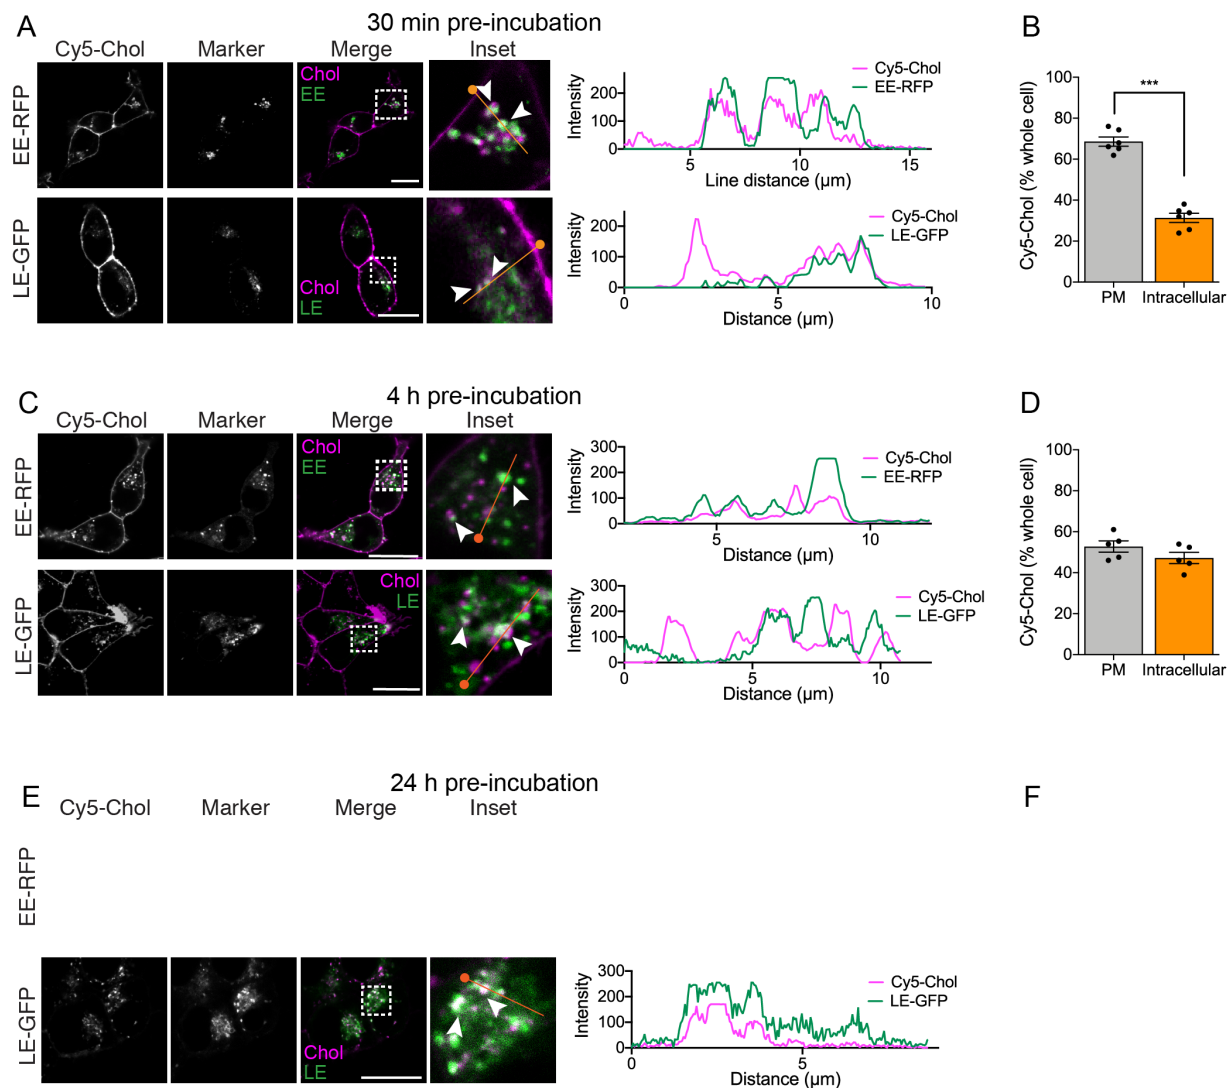 A
30 min pre-incubation
B
Cy5-Chol Marker Merge Inset
EE-RFP
Chol
EE
Intensity
200
100
0
5 10 15
Line distance (µm)
Cy5-Chol
EE-RFP
LE-GFP
Chol
LE
Intensity
200
100
0
0 5 10
Distance (µm)
Cy5-Chol
LE-GFP
Cy5-Chol (% whole cell)
100
80
60
40
20
0
***
PM Intracellular
C
4 h pre-incubation
D
Cy5-Chol Marker Merge Inset
EE-RFP
Chol
EE
Intensity
300
200
100
0
5 10
Distance (µm)
Cy5-Chol
EE-RFP
LE-GFP
Chol
LE
Intensity
300
200
100
0
0 5 10
Distance (µm)
Cy5-Chol
LE-GFP
Cy5-Chol (% whole cell)
100
80
60
40
20
0
PM Intracellular
E
24 h pre-incubation
F
Cy5-Chol Marker Merge Inset
EE-RFP
LE-GFP
Chol
LE
Intensity
300
200
100
0
0 5
Distance (µm)
Cy5-Chol
LE-GFP